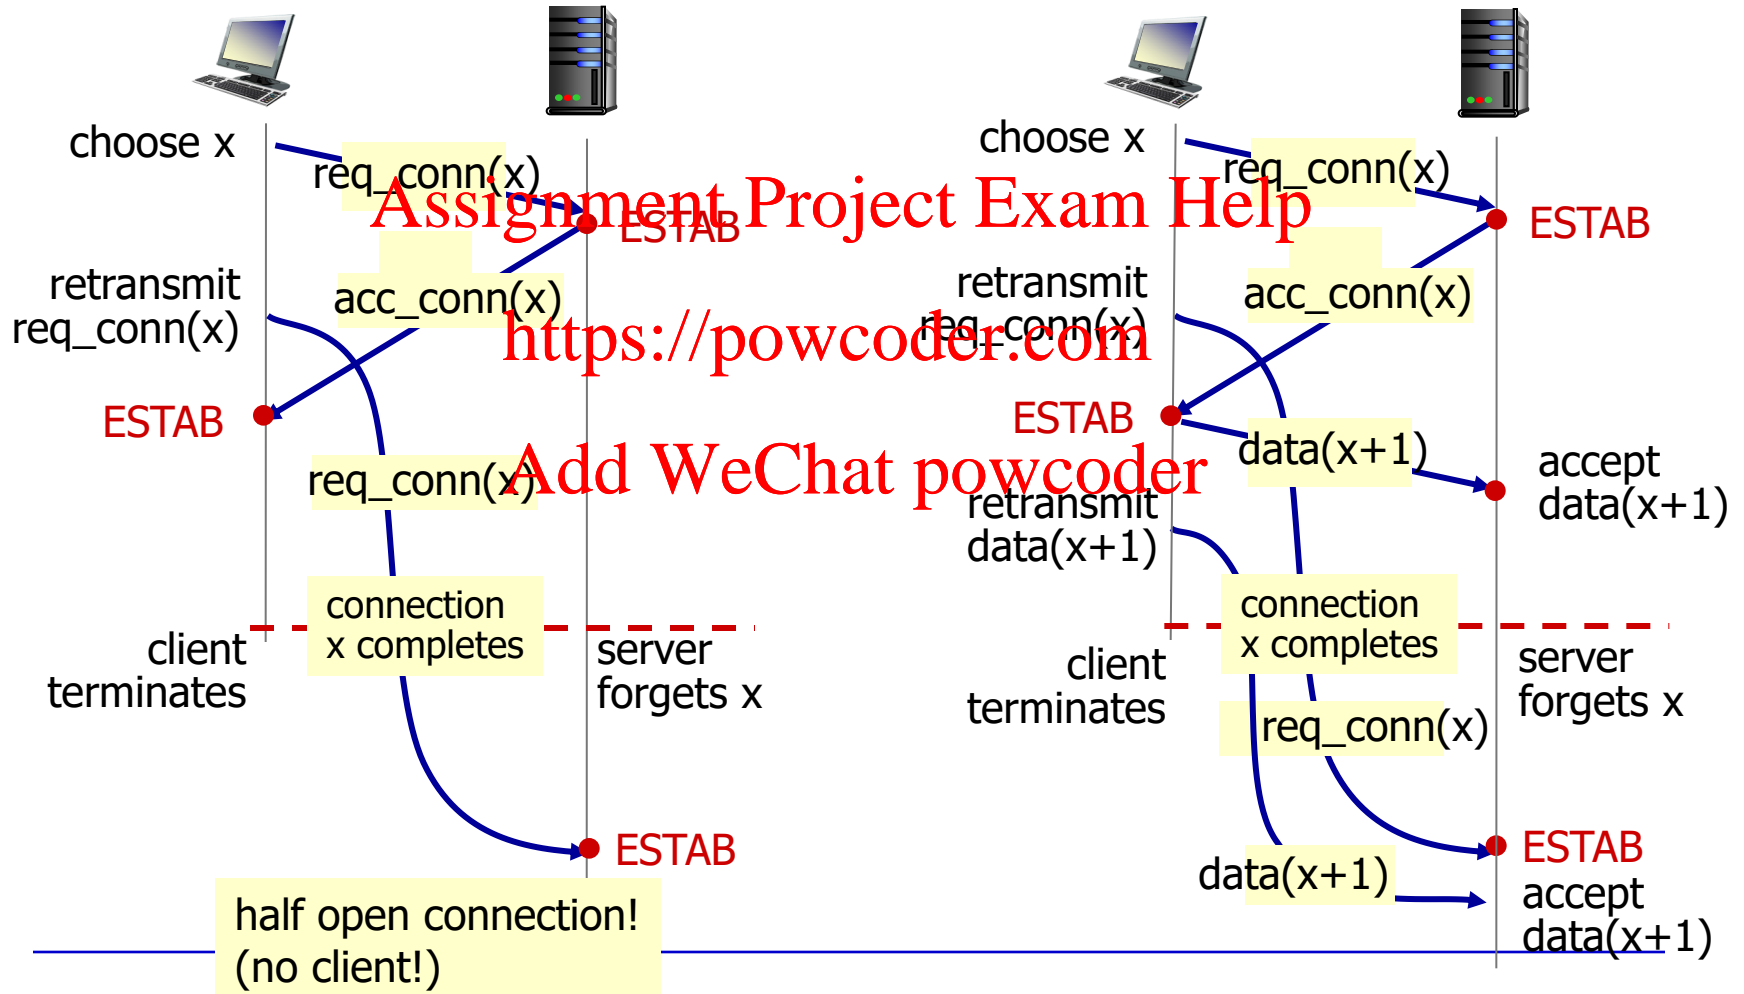 choose x
req_conn(x)
ESTAB
retransmit
req_conn(x)
acc_conn(x)
ESTAB
req_conn(x)
connection
x completes
client
terminates
server
forgets x
ESTAB
half open connection!
(no client!)
Assignment Project Exam Help
https://powcoder.com
Add WeChat powcoder
choose x
req_conn(x)
ESTAB
retransmit
req_conn(x)
acc_conn(x)
ESTAB
data(x+1)
accept
data(x+1)
retransmit
data(x+1)
connection
x completes
client
terminates
server
forgets x
req_conn(x)
ESTAB
data(x+1)
accept
data(x+1)